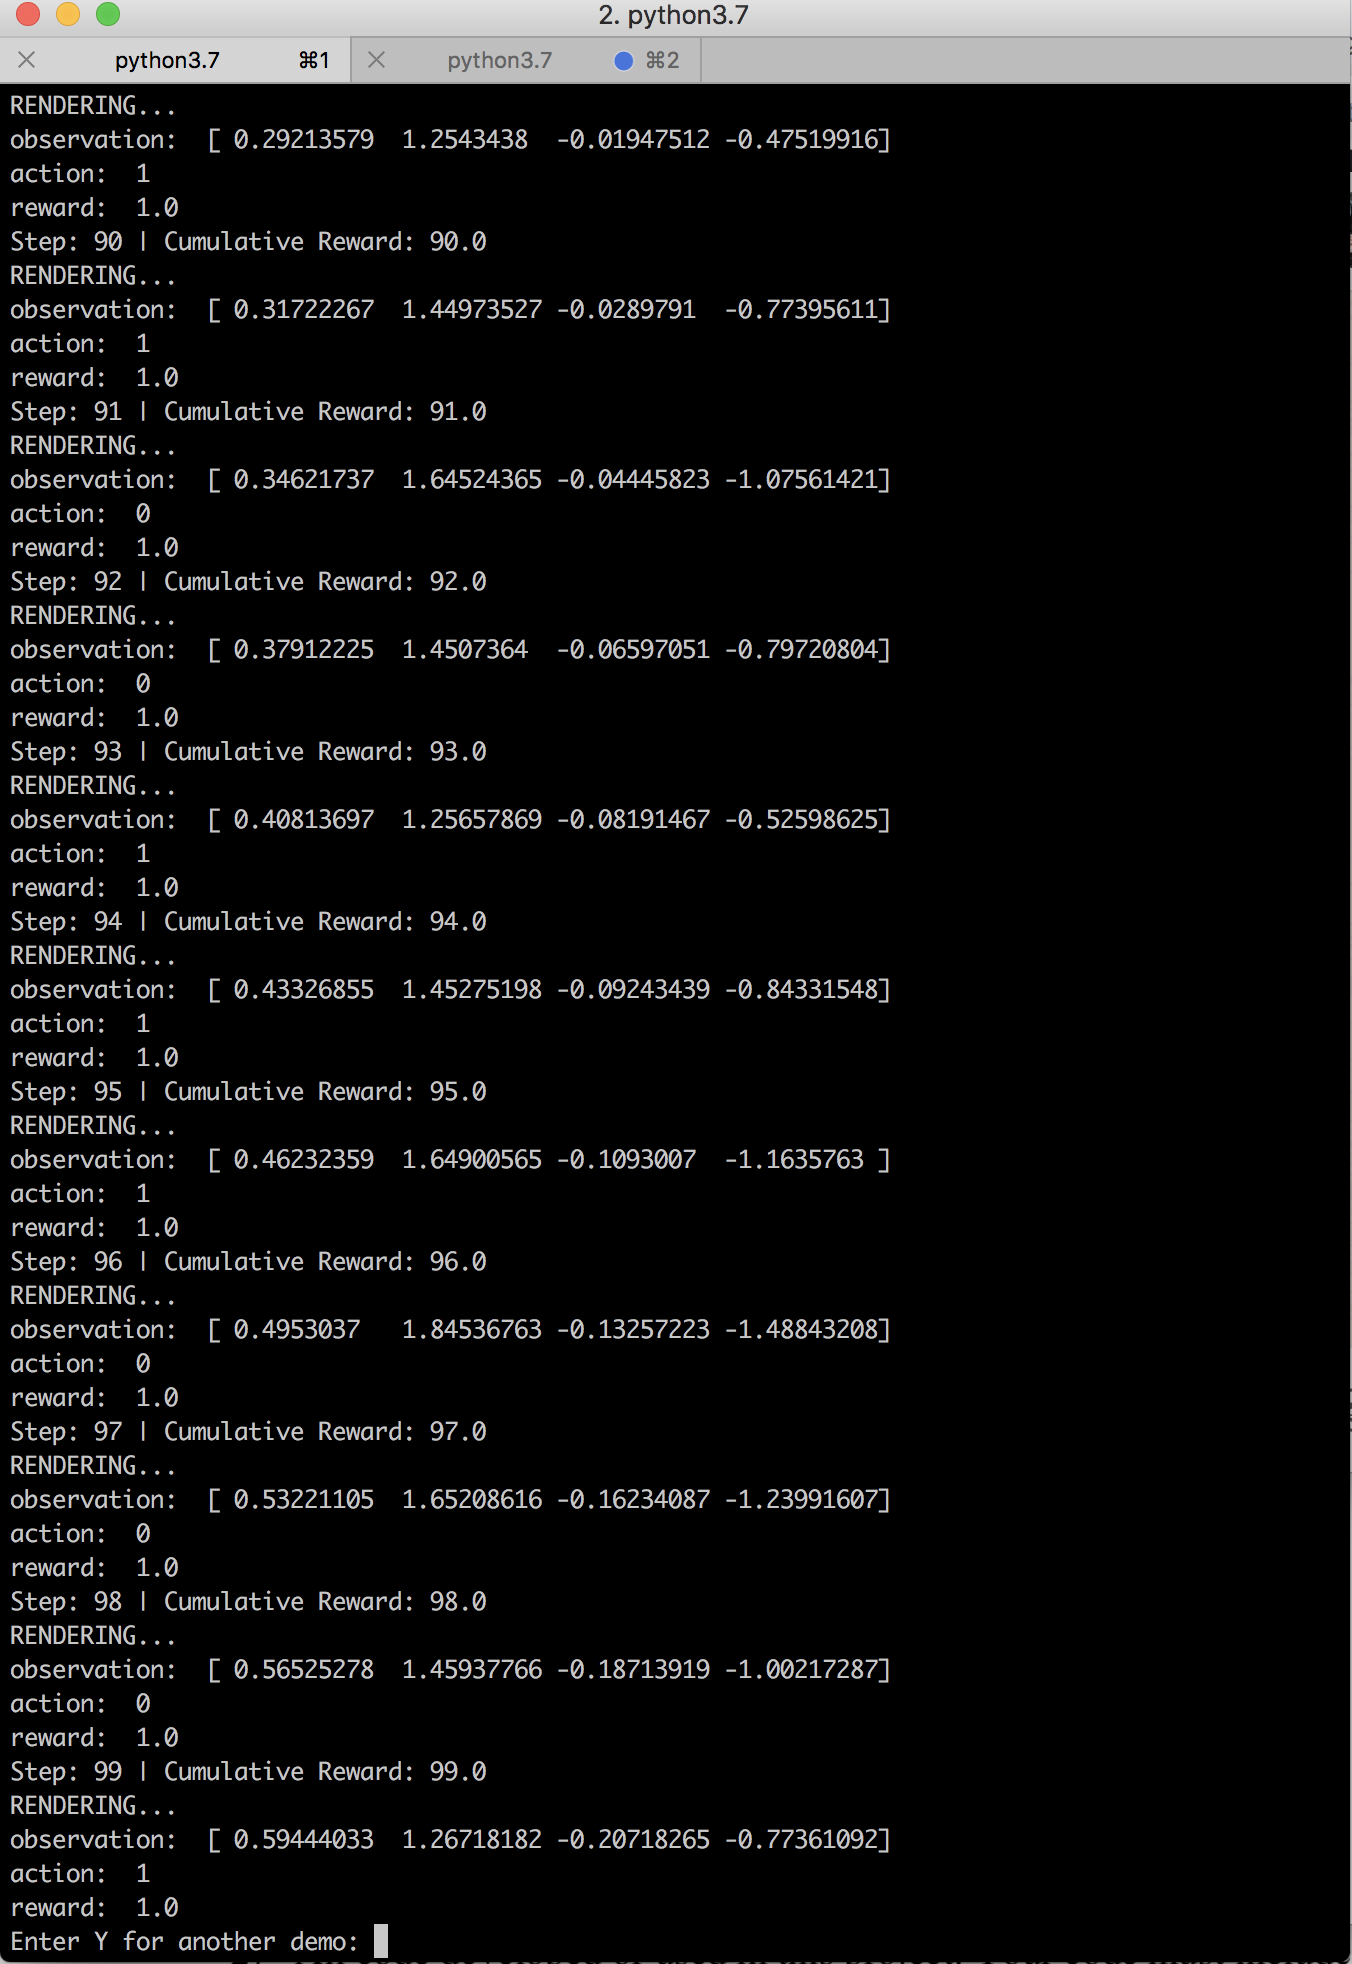 2. python3.7
python3.7 ⌘1 python3.7 ⌘2
RENDERING...
observation:  [ 0.29213579  1.2543438  -0.01947512 -0.47519916]
action:  1
reward:  1.0
Step: 90 | Cumulative Reward: 90.0
RENDERING...
observation:  [ 0.31722267  1.44973527 -0.0289791  -0.77395611]
action:  1
reward:  1.0
Step: 91 | Cumulative Reward: 91.0
RENDERING...
observation:  [ 0.34621737  1.64524365 -0.04445823 -1.07561421]
action:  0
reward:  1.0
Step: 92 | Cumulative Reward: 92.0
RENDERING...
observation:  [ 0.37912225  1.4507364  -0.06597051 -0.79720804]
action:  0
reward:  1.0
Step: 93 | Cumulative Reward: 93.0
RENDERING...
observation:  [ 0.40813697  1.25657869 -0.08191467 -0.52598625]
action:  1
reward:  1.0
Step: 94 | Cumulative Reward: 94.0
RENDERING...
observation:  [ 0.43326855  1.45275198 -0.09243439 -0.84331548]
action:  1
reward:  1.0
Step: 95 | Cumulative Reward: 95.0
RENDERING...
observation:  [ 0.46232359  1.64900565 -0.1093007  -1.1635763 ]
action:  1
reward:  1.0
Step: 96 | Cumulative Reward: 96.0
RENDERING...
observation:  [ 0.4953037   1.84536763 -0.13257223 -1.48843208]
action:  0
reward:  1.0
Step: 97 | Cumulative Reward: 97.0
RENDERING...
observation:  [ 0.53221105  1.65208616 -0.16234087 -1.23991607]
action:  0
reward:  1.0
Step: 98 | Cumulative Reward: 98.0
RENDERING...
observation:  [ 0.56525278  1.45937766 -0.18713919 -1.00217287]
action:  0
reward:  1.0
Step: 99 | Cumulative Reward: 99.0
RENDERING...
observation:  [ 0.59444033  1.26718182 -0.20718265 -0.77361092]
action:  1
reward:  1.0
Enter Y for another demo: